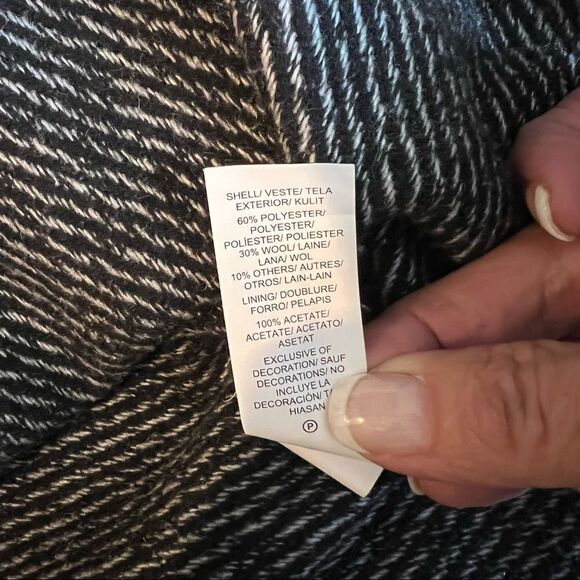 SHELL/ VESTE/ TELA
EXTERIOR/ KULIT
60% POLYESTER/
POLYESTER/
POLÍESTER/ POLIESTER
30% WOOL/ LAINE/
LANA/ WOL
10% OTHERS/ AUTRES/
OTROS/ LAIN-LAIN
LINING/ DOUBLURE/
FORRO/ PELAPIS
100% ACETATE/
ACETATE/ ACETATO/
ASETAT
EXCLUSIVE OF
DECORATION/ SAUF
DECORATIONS/ NO
INCLUYE LA
DECORACIÓN/
HIASAN
P